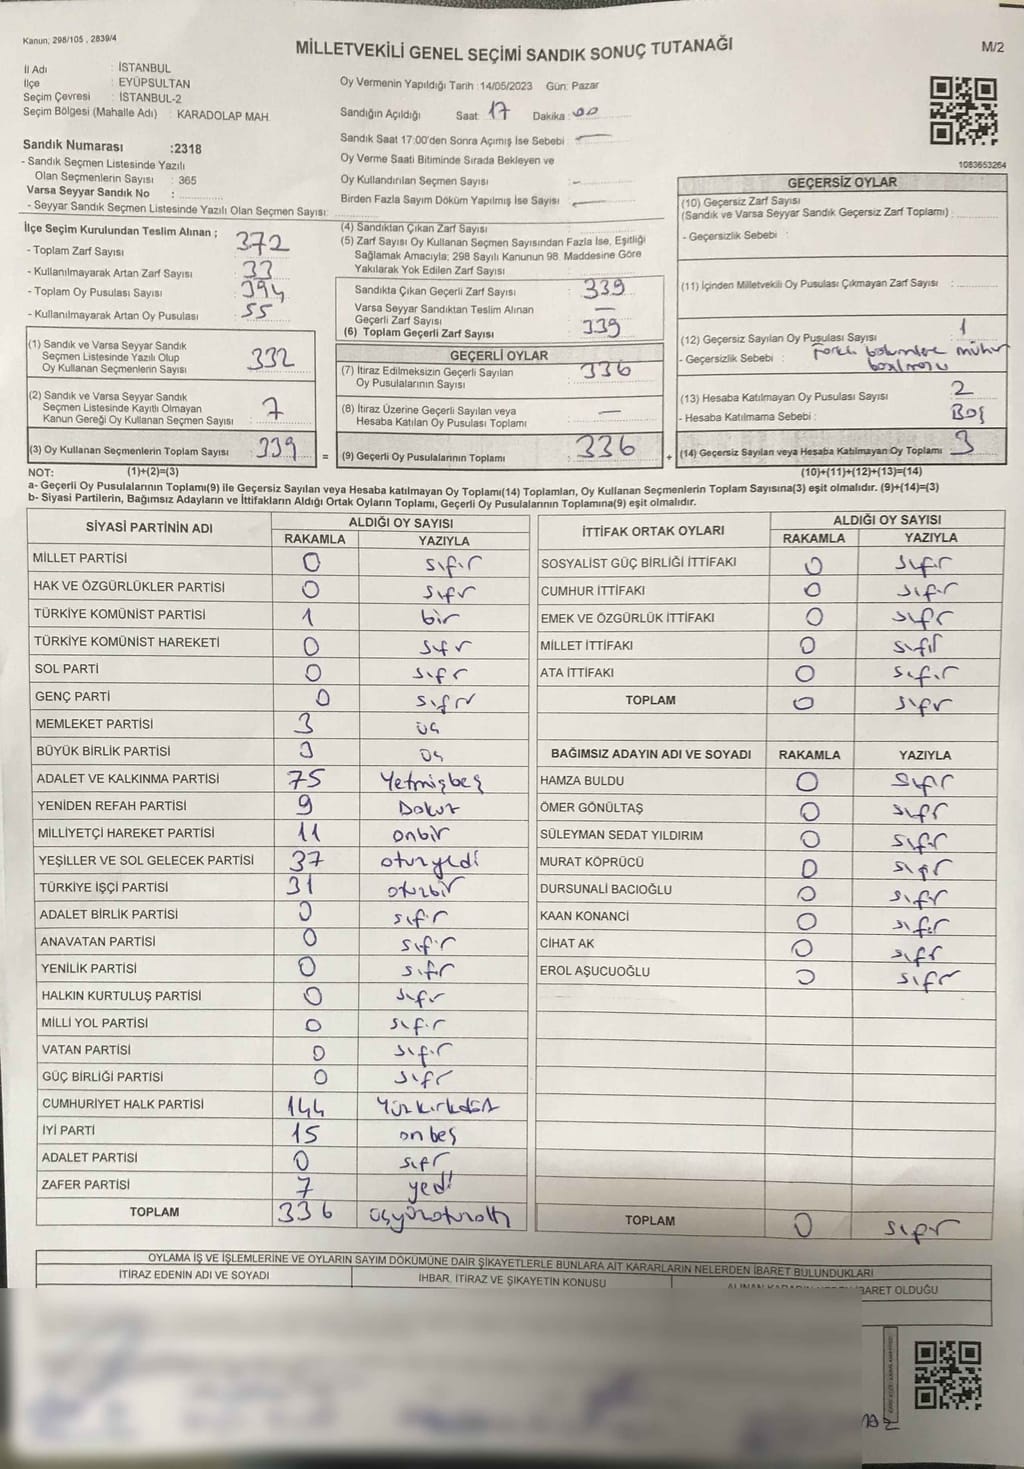 Kanun, 298/105 , 2839/4
MİLLETVEKİLİ GENEL SEÇİMİ SANDIK SONUÇ TUTANAĞI
M/2
İl Adı : İSTANBUL
İlçe : EYÜPSULTAN
Seçim Çevresi : İSTANBUL-2
Seçim Bölgesi (Mahalle Adı) : KARADOLAP MAH.
Oy Vermenin Yapıldığı Tarih :14/05/2023 Gün: Pazar
Sandığın Açıldığı Saat: 17 Dakika : 00
Sandık Saat 17:00'den Sonra Açımış İse Sebebi : —
Oy Verme Saati Bitiminde Sırada Bekleyen ve
Oy Kullandırılan Seçmen Sayısı : –
Birden Fazla Sayım Döküm Yapılmış İse Sayısı : —
1083653264
Sandık Numarası :2318
- Sandık Seçmen Listesinde Yazılı
Olan Seçmenlerin Sayısı : 365
Varsa Seyyar Sandık No :
- Seyyar Sandık Seçmen Listesinde Yazılı Olan Seçmen Sayısı:
İlçe Seçim Kurulundan Teslim Alınan ;
- Toplam Zarf Sayısı 372
- Kullanılmayarak Artan Zarf Sayısı 33
- Toplam Oy Pusulası Sayısı 394
- Kullanılmayarak Artan Oy Pusulası 55
(1) Sandık ve Varsa Seyyar Sandık
Seçmen Listesinde Yazılı Olup
Oy Kullanan Seçmenlerin Sayısı 332
(2) Sandık ve Varsa Seyyar Sandık
Seçmen Listesinde Kayıtlı Olmayan
Kanun Gereği Oy Kullanan Seçmen Sayısı 7
(3) Oy Kullanan Seçmenlerin Toplam Sayısı 339
(4) Sandıktan Çıkan Zarf Sayısı :
(5) Zarf Sayısı Oy Kullanan Seçmen Sayısından Fazla İse, Eşitliği
Sağlamak Amacıyla; 298 Sayılı Kanunun 98. Maddesine Göre
Yakılarak Yok Edilen Zarf Sayısı :
Sandıkta Çıkan Geçerli Zarf Sayısı : 339
Varsa Seyyar Sandıktan Teslim Alınan
Geçerli Zarf Sayısı : —
(6) Toplam Geçerli Zarf Sayısı : 339
GEÇERLİ OYLAR
(7) İtiraz Edilmeksizin Geçerli Sayılan
Oy Pusulalarının Sayısı 336
(8) İtiraz Üzerine Geçerli Sayılan veya
Hesaba Katılan Oy Pusulası Toplamı —
= (9) Geçerli Oy Pusulalarının Toplamı 336
GEÇERSİZ OYLAR
(10) Geçersiz Zarf Sayısı
(Sandık ve Varsa Seyyar Sandık Geçersiz Zarf Toplamı) :
- Geçersizlik Sebebi :
(11) İçinden Milletvekili Oy Pusulası Çıkmayan Zarf Sayısı :
(12) Geçersiz Sayılan Oy Pusulası Sayısı : 1
- Geçersizlik Sebebi : Farklı bölümlere mühür
basılması
(13) Hesaba Katılmayan Oy Pusulası Sayısı : 2
- Hesaba Katılmama Sebebi : Boş
+ (14) Geçersiz Sayılan veya Hesaba Katılmayan Oy Toplamı 3
NOT: (1)+(2)=(3) (10)+(11)+(12)+(13)=(14)
a- Geçerli Oy Pusulalarının Toplamı(9) ile Geçersiz Sayılan veya Hesaba katılmayan Oy Toplamı(14) Toplamları, Oy Kullanan Seçmenlerin Toplam Sayısına(3) eşit olmalıdır. (9)+(14)=(3)
b- Siyasi Partilerin, Bağımsız Adayların ve İttifakların Aldığı Ortak Oyların Toplamı, Geçerli Oy Pusulalarının Toplamına(9) eşit olmalıdır.
SİYASİ PARTİNİN ADI ALDIĞI OY SAYISI
RAKAMLA YAZIYLA
MİLLET PARTİSİ 0 sıfır
HAK VE ÖZGÜRLÜKLER PARTİSİ 0 sıfır
TÜRKİYE KOMÜNİST PARTİSİ 1 bir
TÜRKİYE KOMÜNİST HAREKETİ 0 sıfır
SOL PARTİ 0 sıfır
GENÇ PARTİ 0 sıfır
MEMLEKET PARTİSİ 3 üç
BÜYÜK BİRLİK PARTİSİ 3 üç
ADALET VE KALKINMA PARTİSİ 75 Yetmişbeş
YENİDEN REFAH PARTİSİ 9 Dokuz
MİLLİYETÇİ HAREKET PARTİSİ 11 onbir
YEŞİLLER VE SOL GELECEK PARTİSİ 37 otuzyedi
TÜRKİYE İŞÇİ PARTİSİ 31 otuzbir
ADALET BİRLİK PARTİSİ 0 sıfır
ANAVATAN PARTİSİ 0 sıfır
YENİLİK PARTİSİ 0 sıfır
HALKIN KURTULUŞ PARTİSİ 0 sıfır
MİLLİ YOL PARTİSİ 0 sıfır
VATAN PARTİSİ 0 sıfır
GÜÇ BİRLİĞİ PARTİSİ 0 sıfır
CUMHURİYET HALK PARTİSİ 144 Yüzkırkdört
İYİ PARTİ 15 onbeş
ADALET PARTİSİ 0 sıfır
ZAFER PARTİSİ 7 yedi
TOPLAM 336 üçyüzotuzaltı
İTTİFAK ORTAK OYLARI ALDIĞI OY SAYISI
RAKAMLA YAZIYLA
SOSYALİST GÜÇ BİRLİĞİ İTTİFAKI 0 sıfır
CUMHUR İTTİFAKI 0 sıfır
EMEK VE ÖZGÜRLÜK İTTİFAKI 0 sıfır
MİLLET İTTİFAKI 0 sıfır
ATA İTTİFAKI 0 sıfır
TOPLAM 0 sıfır
BAĞIMSIZ ADAYIN ADI VE SOYADI RAKAMLA YAZIYLA
HAMZA BULDU 0 sıfır
ÖMER GÖNÜLTAŞ 0 sıfır
SÜLEYMAN SEDAT YILDIRIM 0 sıfır
MURAT KÖPRÜCÜ 0 sıfır
DURSUNALİ BACIOĞLU 0 sıfır
KAAN KONANCİ 0 sıfır
CİHAT AK 0 sıfır
EROL AŞUCUOĞLU 0 sıfır
TOPLAM 0 sıfır
OYLAMA İŞ VE İŞLEMLERİNE VE OYLARIN SAYIM DÖKÜMÜNE DAİR ŞİKAYETLERLE BUNLARA AİT KARARLARIN NELERDEN İBARET BULUNDUKLARI
İTİRAZ EDENİN ADI VE SOYADI İHBAR, İTİRAZ VE ŞİKAYETİN KONUSU İBARET OLDUĞU